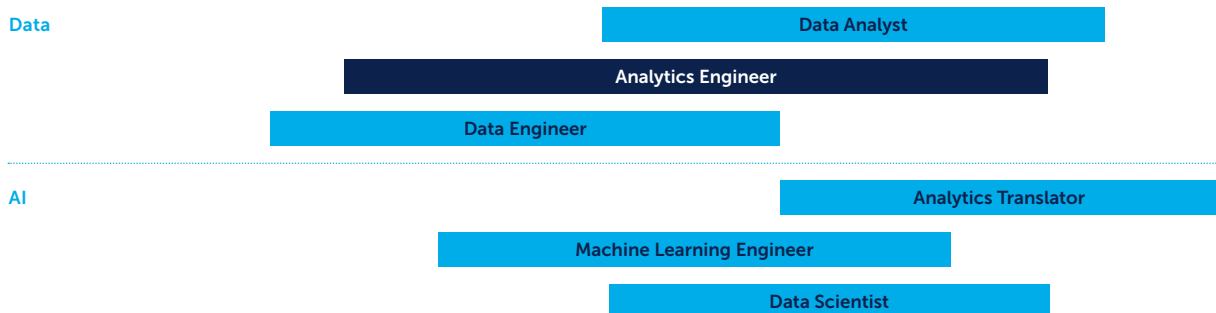 Data
Data Analyst
Analytics Engineer
Data Engineer
AI
Analytics Translator
Machine Learning Engineer
Data Scientist